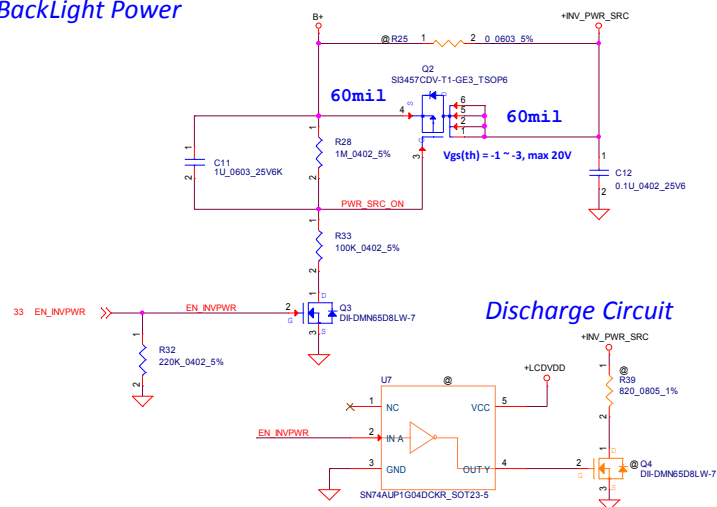 BackLight Power
B+
+INV_PWR_SRC
@ R25 1 2 0_0603_5%
Q2
SI3457CDV-T1-GE3_TSOP6
60mil
4 S
6
5
2
1
D
60mil
G
3
Vgs(th) = -1 ~ -3, max 20V
1
R28
1M_0402_5%
2
1
C11
1U_0603_25V6K
2
1
C12
0.1U_0402_25V6
2
PWR_SRC_ON
1
R33
100K_0402_5%
2
33 EN_INVPWR
EN_INVPWR
1 D
2 G
Q3
DII-DMN65D8LW-7
3 S
1
R32
220K_0402_5%
2
Discharge Circuit
+INV_PWR_SRC
@
1
R39
820_0805_1%
2
+LCDVDD
U7
@
1 NC
VCC 5
EN_INVPWR
2 IN A
3 GND
OUT Y 4
SN74AUP1G04DCKR_SOT23-5
1 D
2 G
@ Q4
DII-DMN65D8LW-7
3 S